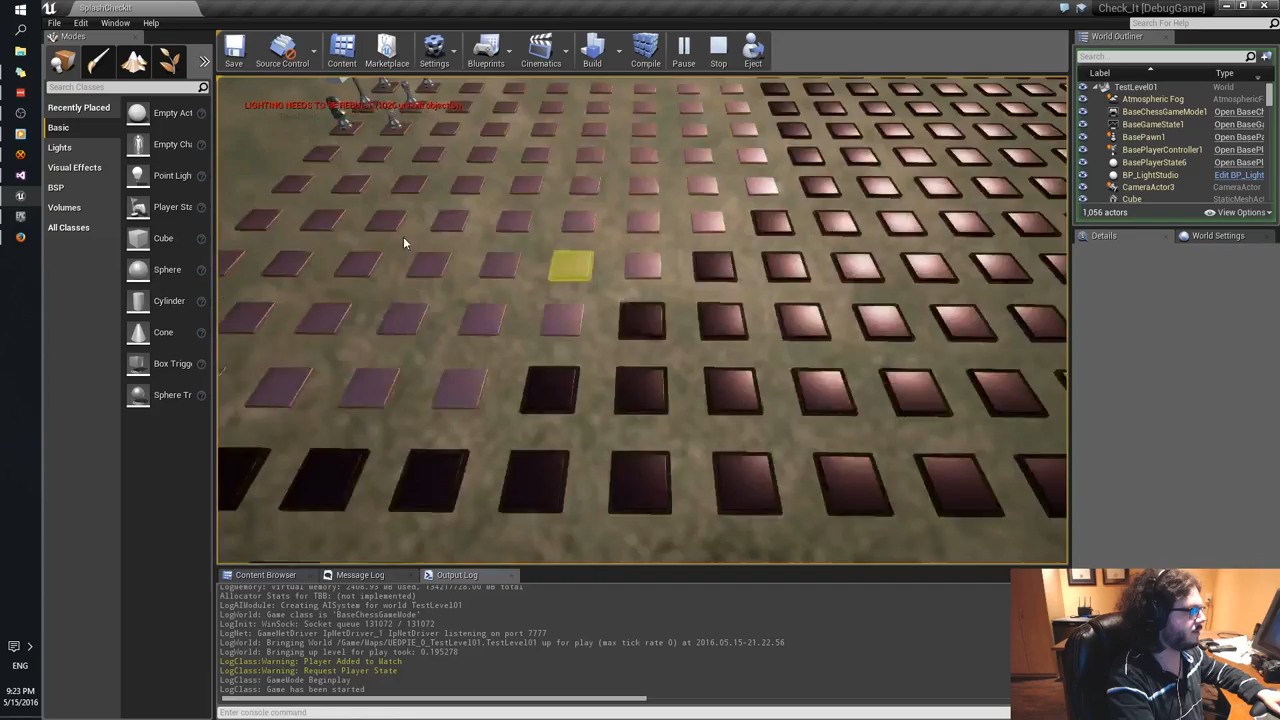 SplashCheckIt
Check_It [DebugGame]
File Edit Window Help
Search For Help
Modes
World Outliner
Save Source Control Content Marketplace Settings Blueprints Cinematics Build Compile Pause Stop Eject
Search Classes
Search...
Label Type
Recently Placed
Basic
Lights
Visual Effects
BSP
Volumes
All Classes
Empty Act
Empty Cha
Point Ligh
Player Sta
Cube
Sphere
Cylinder
Cone
Box Trigge
Sphere Tr
LIGHTING NEEDS TO BE REBUILT
TestLevel01 World
Atmospheric Fog AtmosphericF
BaseChessGameMode1 Open BaseCh
BaseGameState1 Open BaseGa
BasePawn1 Open BasePa
BasePlayerController1 Open BasePl
BasePlayerState6 Open BasePl
BP_LightStudio Edit BP_Light
CameraActor3 CameraActor
Cube StaticMeshAc
1,056 actors View Options
Details World Settings
Content Browser Message Log Output Log
Allocator Stats for TBB: (not implemented)
LogAIModule: Creating AISystem for world TestLevel01
LogWorld: Game class is 'BaseChessGameMode'
LogInit: WinSock: Socket queue 131072 / 131072
LogNet: GameNetDriver IpNetDriver_1 IpNetDriver listening on port 7777
LogWorld: Bringing World /Game/Maps/UEDPIE_0_TestLevel01.TestLevel01 up for play (max tick rate 0) at 2016.05.15-21.22.56
LogWorld: Bringing up level for play took: 0.195278
LogClass:Warning: Player Added to Match
LogClass:Warning: Request Player State
LogClass: GameMode Beginplay
LogClass: Game has been started
Enter console command
ENG
9:23 PM
5/15/2016